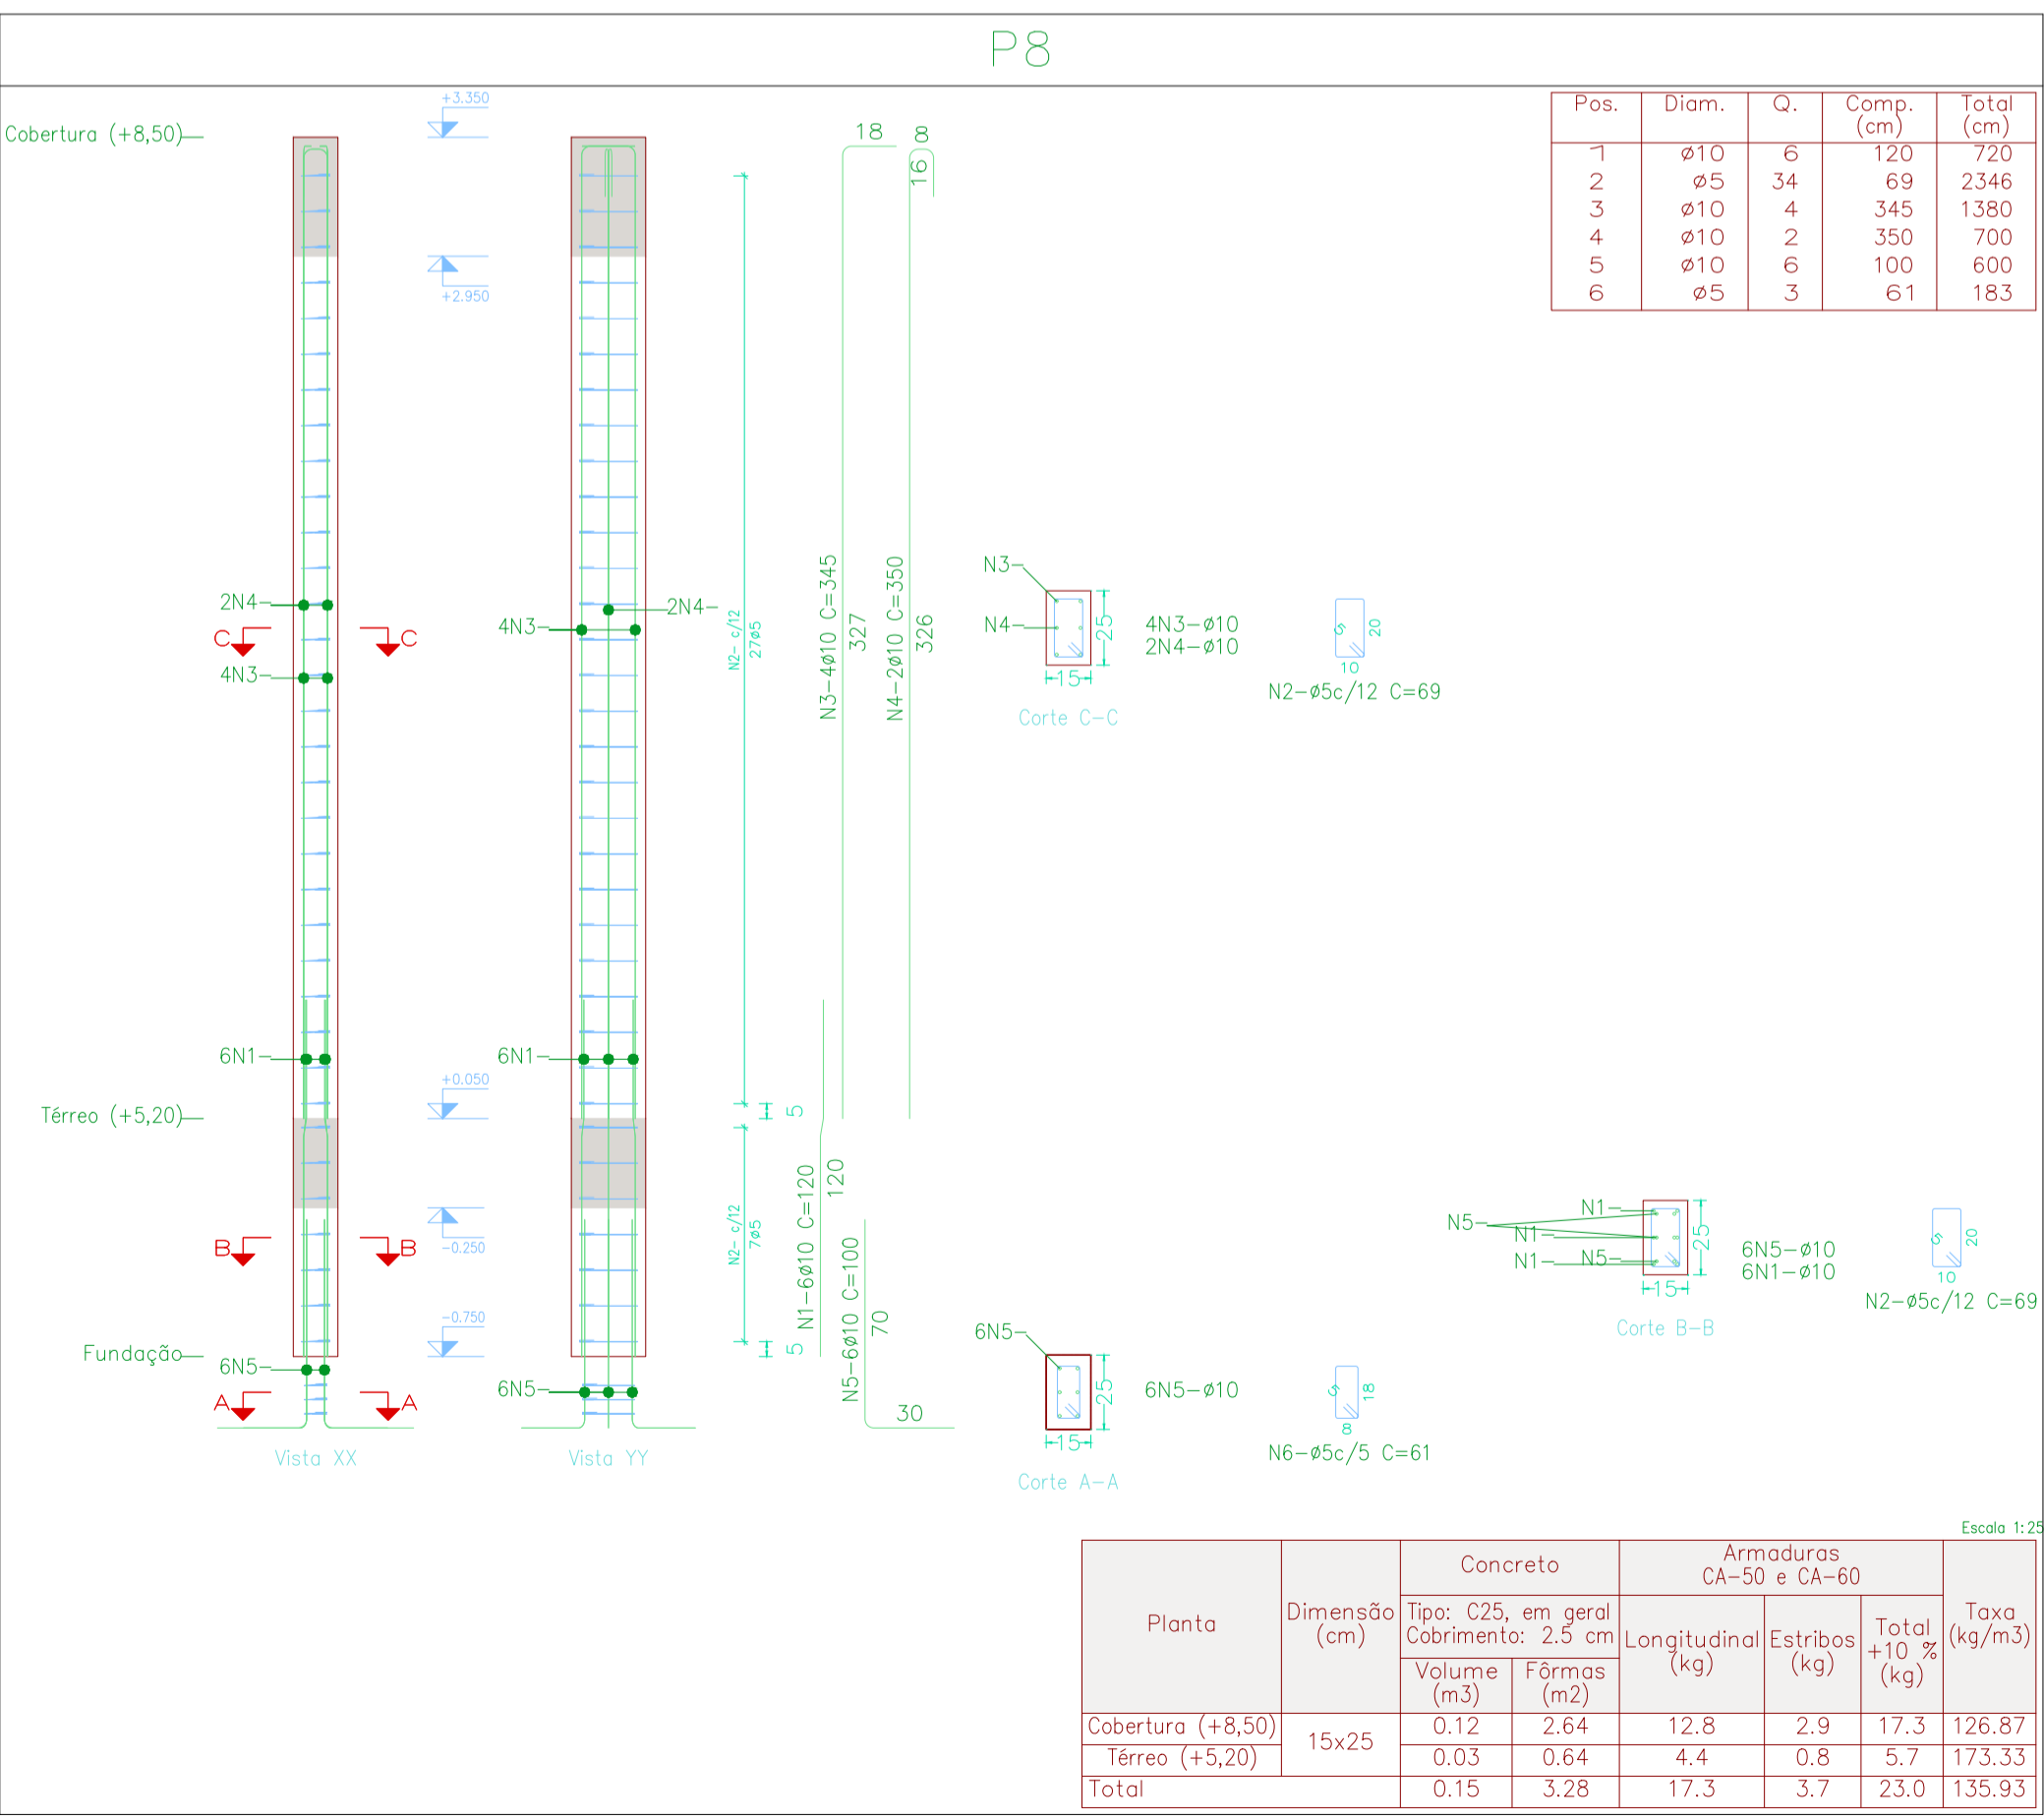 P8
Cobertura (+8,50)
Térreo (+5,20)
Fundação
+3.350
+2.950
+0.050
-0.250
-0.750
2N4
C C
4N3
6N1
B B
6N5
A A
Vista XX
2N4
4N3
6N1
6N5
Vista YY
N2- c/12
27ø5
5
N2- c/12
7ø5
5
18
8
16
N3-4ø10 C=345
327
N4-2ø10 C=350
326
N1-6ø10 C=120
120
N5-6ø10 C=100
70
30
N3
N4
25
15
4N3-ø10
2N4-ø10
Corte C-C
5
20
10
N2-ø5c/12 C=69
6N5
25
15
6N5-ø10
Corte A-A
5
18
8
N6-ø5c/5 C=61
N1
N5
N1
N1
N5
25
15
6N5-ø10
6N1-ø10
Corte B-B
5
20
10
N2-ø5c/12 C=69
Pos. Diam. Q. Comp. (cm) Total (cm)
1 ø10 6 120 720
2 ø5 34 69 2346
3 ø10 4 345 1380
4 ø10 2 350 700
5 ø10 6 100 600
6 ø5 3 61 183
Escala 1:25
Planta
Dimensão
(cm)
Concreto
Tipo: C25, em geral
Cobrimento: 2.5 cm
Volume
(m3)
Fôrmas
(m2)
Armaduras
CA-50 e CA-60
Longitudinal
(kg)
Estribos
(kg)
Total
+10 %
(kg)
Taxa
(kg/m3)
Cobertura (+8,50) 15x25 0.12 2.64 12.8 2.9 17.3 126.87
Térreo (+5,20) 0.03 0.64 4.4 0.8 5.7 173.33
Total 0.15 3.28 17.3 3.7 23.0 135.93